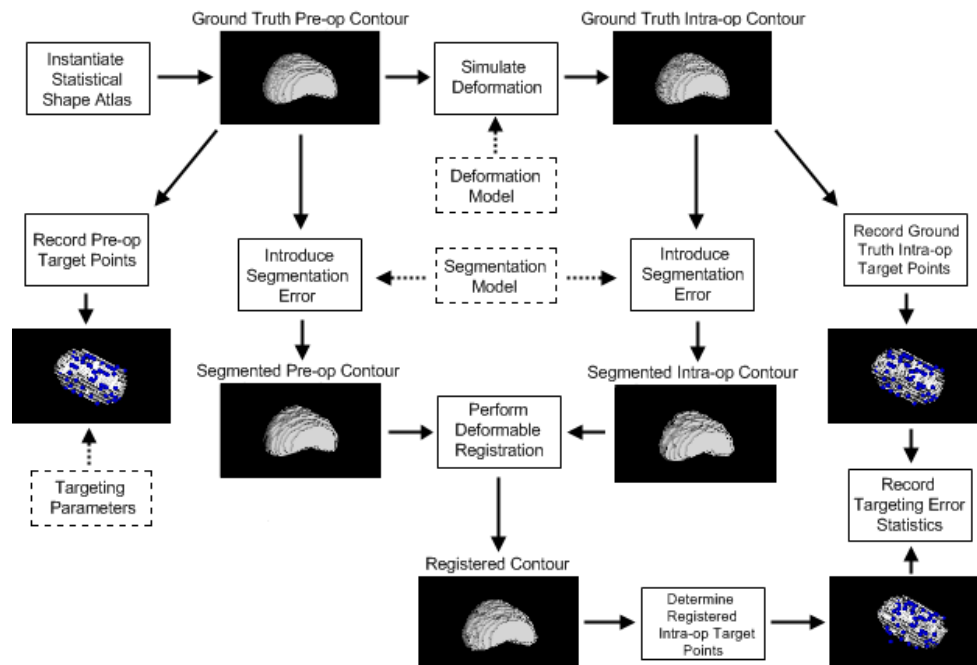 Ground Truth Pre-op Contour
Ground Truth Intra-op Contour
Instantiate
Statistical
Shape Atlas
Simulate
Deformation
Deformation
Model
Record Pre-op
Target Points
Introduce
Segmentation
Error
Segmentation
Model
Introduce
Segmentation
Error
Record Ground
Truth Intra-op
Target Points
Segmented Pre-op Contour
Segmented Intra-op Contour
Perform
Deformable
Registration
Targeting
Parameters
Record
Targeting Error
Statistics
Registered Contour
Determine
Registered
Intra-op Target
Points